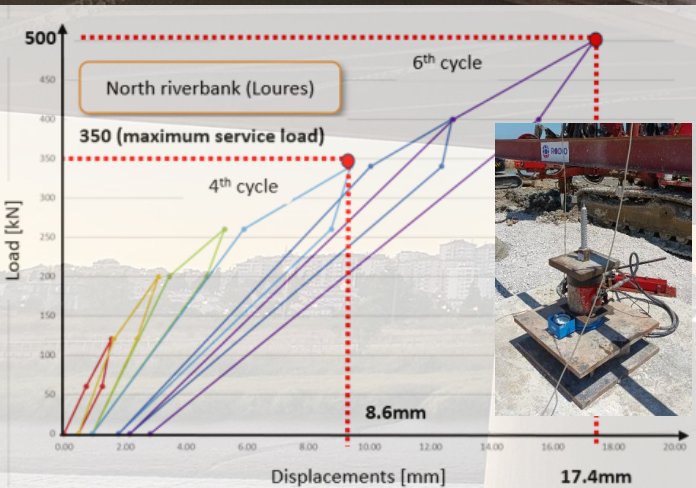 500
6th cycle
450
North riverbank (Loures)
400
350 (maximum service load)
350
4th cycle
300
250
200
150
100
50
0
Load [kN]
RODIO
8.6mm
0.00 2.00 4.00 6.00 8.00 10.00 12.00 14.00 16.00 18.00 20.00
Displacements [mm]
17.4mm